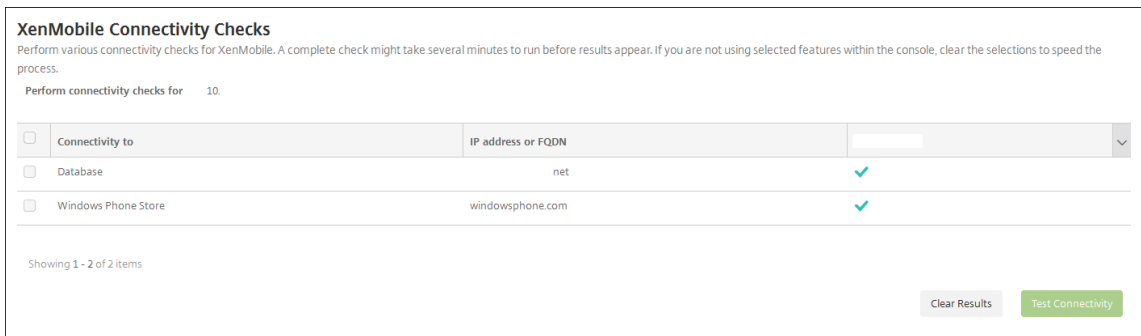 XenMobile Connectivity Checks
Perform various connectivity checks for XenMobile. A complete check might take several minutes to run before results appear. If you are not using selected features within the console, clear the selections to speed the
process.
Perform connectivity checks for 10.
Connectivity to IP address or FQDN
Database net
Windows Phone Store windowsphone.com
Showing 1 - 2 of 2 items
Clear Results Test Connectivity